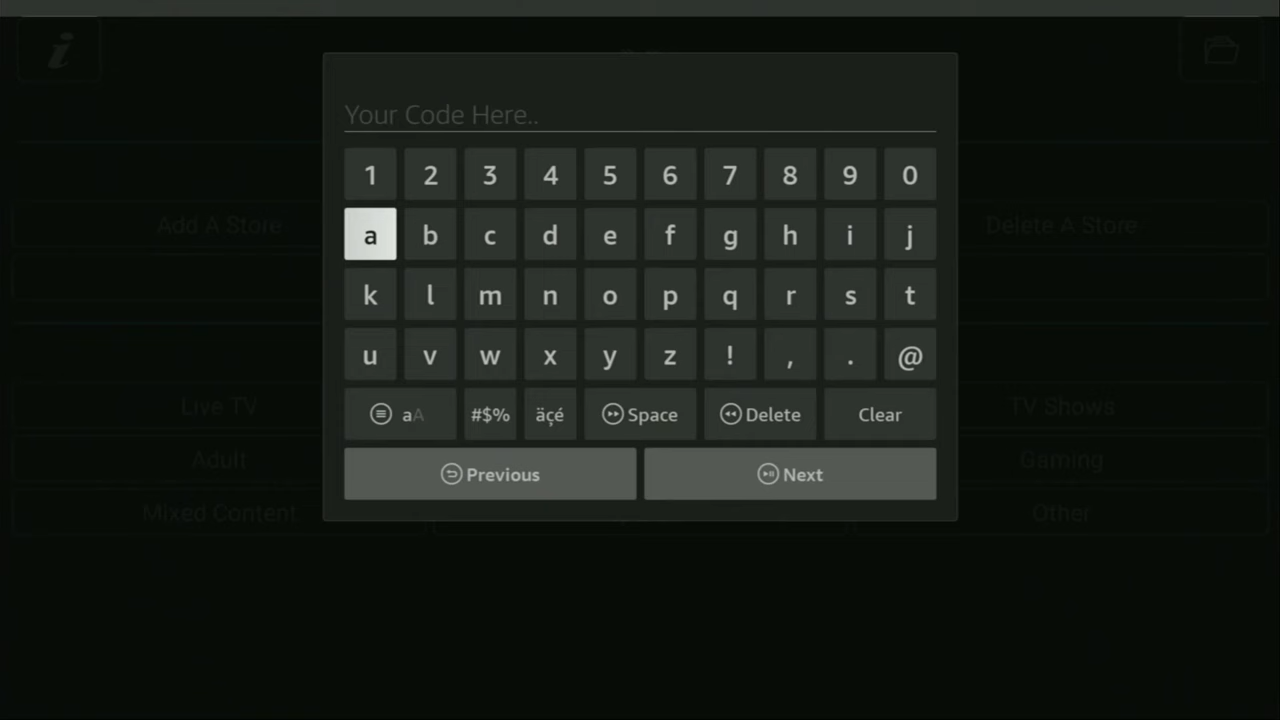 i
Your Code Here..
1 2 3 4 5 6 7 8 9 0
Add A Store a b c d e f g h i j Delete A Store
k l m n o p q r s t
u v w x y z ! , . @
Live TV aA #$% äçé Space Delete Clear TV Shows
Adult Previous Next Gaming
Mixed Content Other